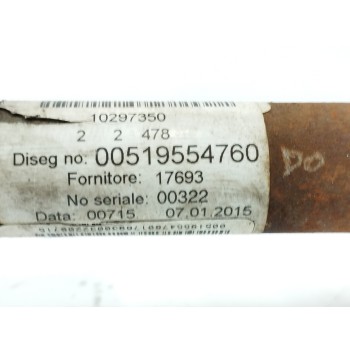 10297350
2 2 478
Diseg no: 00519554760
Fornitore: 17693
No seriale: 00322
Data: 00715 07.01.2015
DO